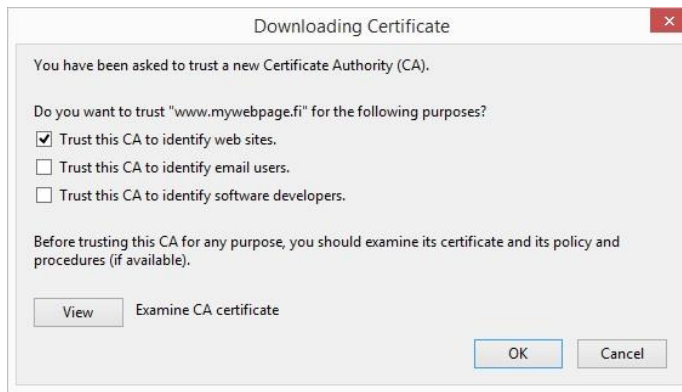 Downloading Certificate
You have been asked to trust a new Certificate Authority (CA).
Do you want to trust "www.mywebpage.fi" for the following purposes?
Trust this CA to identify web sites.
Trust this CA to identify email users.
Trust this CA to identify software developers.
Before trusting this CA for any purpose, you should examine its certificate and its policy and
procedures (if available).
View Examine CA certificate
OK Cancel